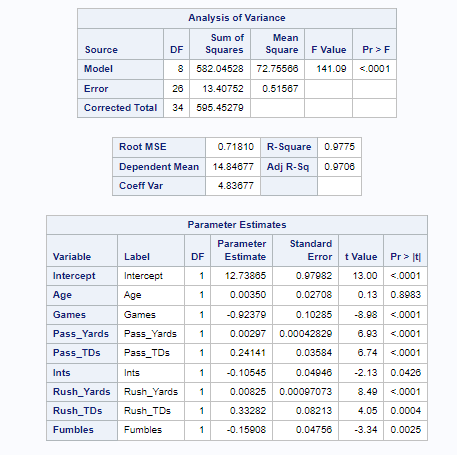 Analysis of Variance
Source DF Sum of Squares Mean Square F Value Pr > F
Model 8 582.04528 72.75566 141.09 <.0001
Error 26 13.40752 0.51567
Corrected Total 34 595.45279
Root MSE 0.71810 R-Square 0.9775
Dependent Mean 14.84677 Adj R-Sq 0.9706
Coeff Var 4.83677
Parameter Estimates
Variable Label DF Parameter Estimate Standard Error t Value Pr > |t|
Intercept Intercept 1 12.73865 0.97982 13.00 <.0001
Age Age 1 0.00350 0.02708 0.13 0.8983
Games Games 1 -0.92379 0.10285 -8.98 <.0001
Pass_Yards Pass_Yards 1 0.00297 0.00042829 6.93 <.0001
Pass_TDs Pass_TDs 1 0.24141 0.03584 6.74 <.0001
Ints Ints 1 -0.10545 0.04946 -2.13 0.0426
Rush_Yards Rush_Yards 1 0.00825 0.00097073 8.49 <.0001
Rush_TDs Rush_TDs 1 0.33282 0.08213 4.05 0.0004
Fumbles Fumbles 1 -0.15908 0.04756 -3.34 0.0025